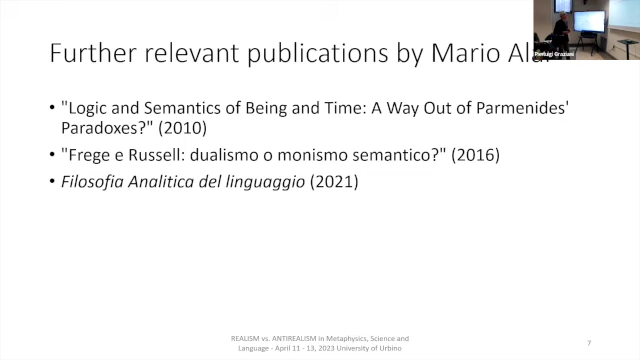 Further relevant publications by Mario
Pierluigi Graziani
• "Logic and Semantics of Being and Time: A Way Out of Parmenides'
Paradoxes?" (2010)
• "Frege e Russell: dualismo o monismo semantico?" (2016)
• Filosofia Analitica del linguaggio (2021)
REALISM vs. ANTIREALISM in Metaphysics, Science and
Language - April 11 - 13, 2023 University of Urbino
7